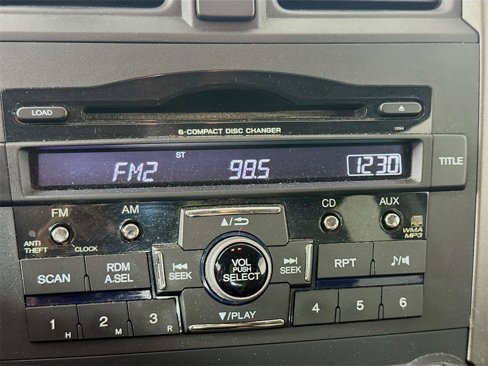 LOAD
6-COMPACT DISC CHANGER
ST
FM2 98.5 12:30
TITLE
FM AM CD AUX
ANTI THEFT CLOCK
WMA
MP3
SCAN
RDM
A.SEL
SEEK
VOL
PUSH
SELECT
SEEK
RPT
1 H 2 M 3 R
▼/PLAY
4 5 6